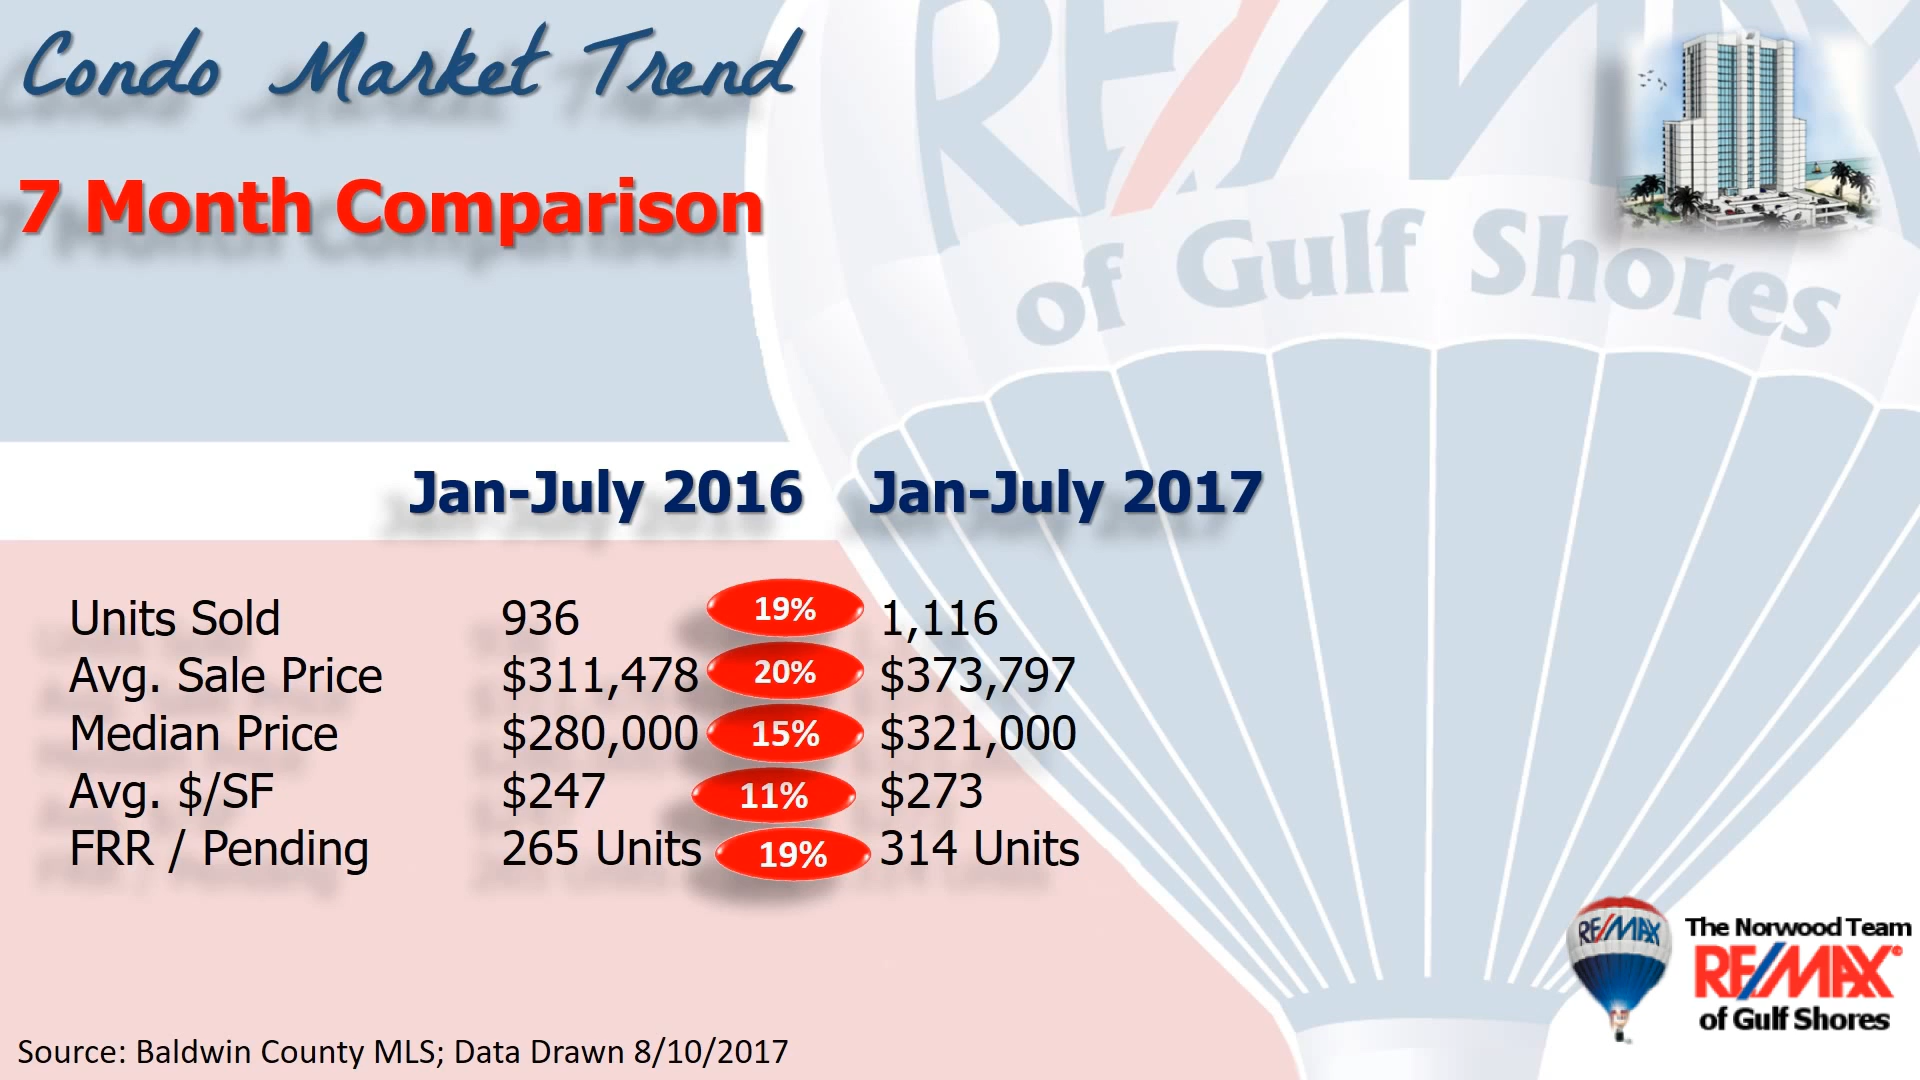 Condo Market Trend
7 Month Comparison
RE/MAX
of Gulf Shores
Jan-July 2016 Jan-July 2017
Units Sold 936 19% 1,116
Avg. Sale Price $311,478 20% $373,797
Median Price $280,000 15% $321,000
Avg. $/SF $247 11% $273
FRR / Pending 265 Units 19% 314 Units
RE/MAX
The Norwood Team
RE/MAX®
of Gulf Shores
Source: Baldwin County MLS; Data Drawn 8/10/2017